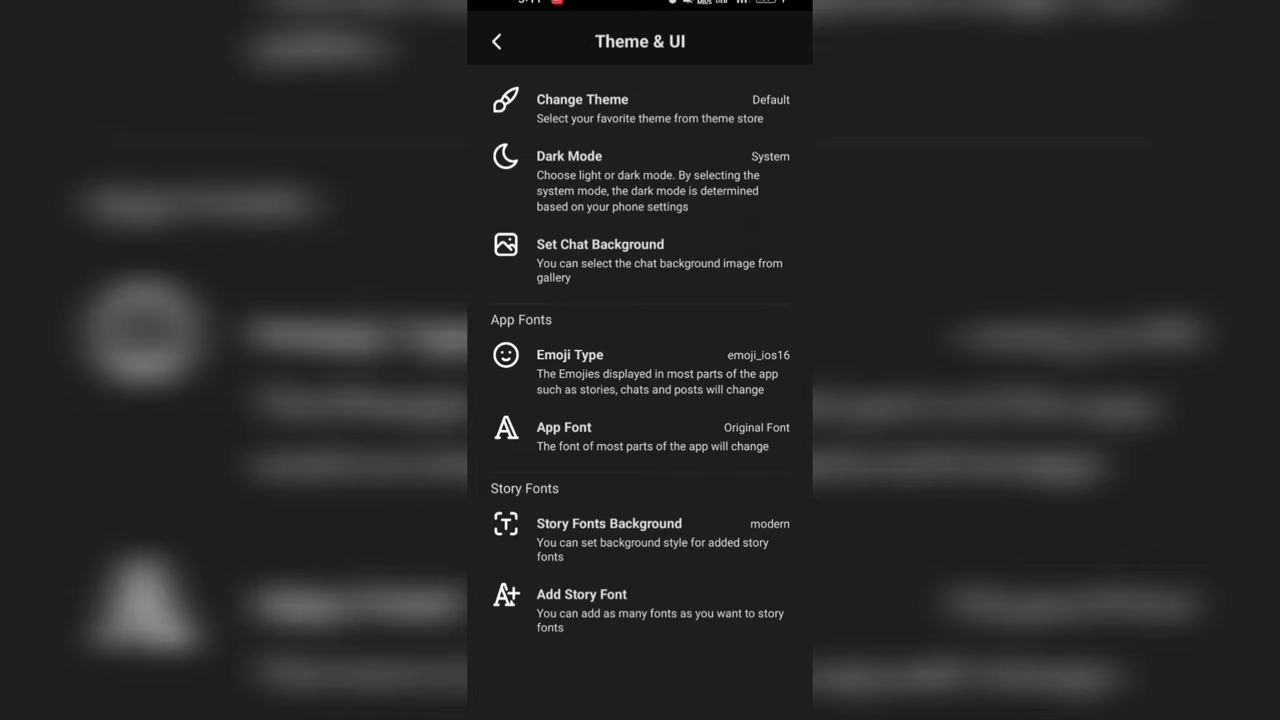 Theme & UI
Change Theme Default
Select your favorite theme from theme store
Dark Mode System
Choose light or dark mode. By selecting the
system mode, the dark mode is determined
based on your phone settings
Set Chat Background
You can select the chat background image from
gallery
App Fonts
Emoji Type emoji_ios16
The Emojies displayed in most parts of the app
such as stories, chats and posts will change
App Font Original Font
The font of most parts of the app will change
Story Fonts
Story Fonts Background modern
You can set background style for added story
fonts
Add Story Font
You can add as many fonts as you want to story
fonts